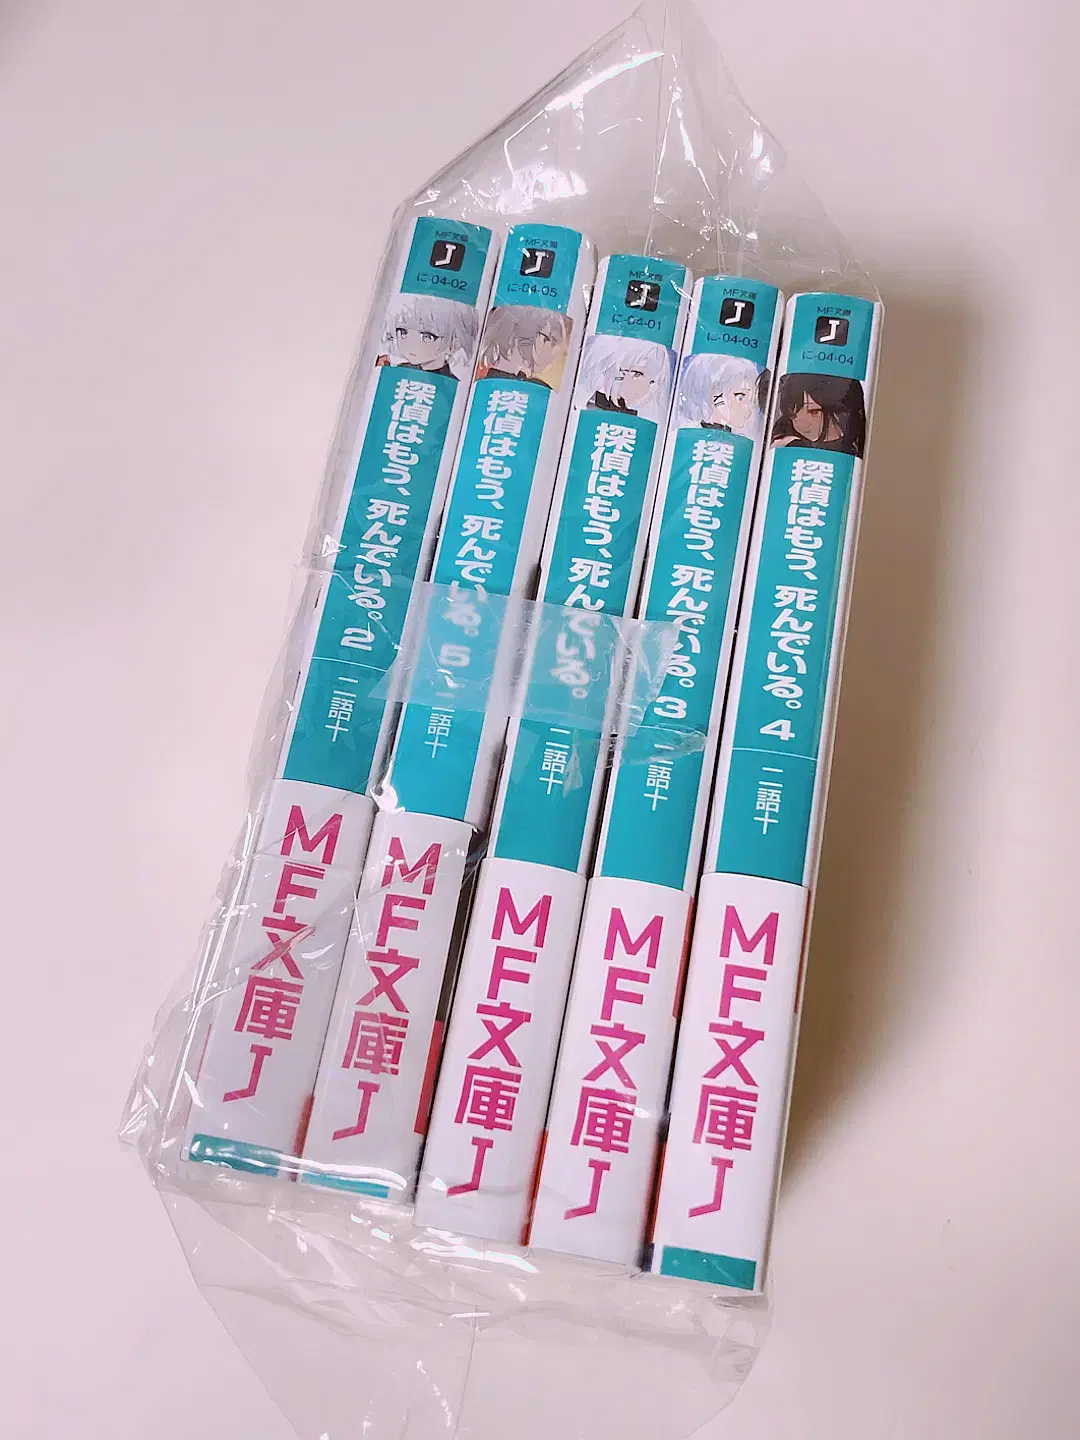 MF文庫
J
に-04-02
探偵はもう、死んでいる。2
二語十
MF文庫J
MF文庫
J
に-04-05
探偵はもう、死んでいる。5
二語十
MF文庫J
MF文庫
J
に-04-01
探偵はもう、死んでいる。
二語十
MF文庫J
MF文庫
J
に-04-03
探偵はもう、死んでいる。3
二語十
MF文庫J
MF文庫
J
に-04-04
探偵はもう、死んでいる。4
二語十
MF文庫J